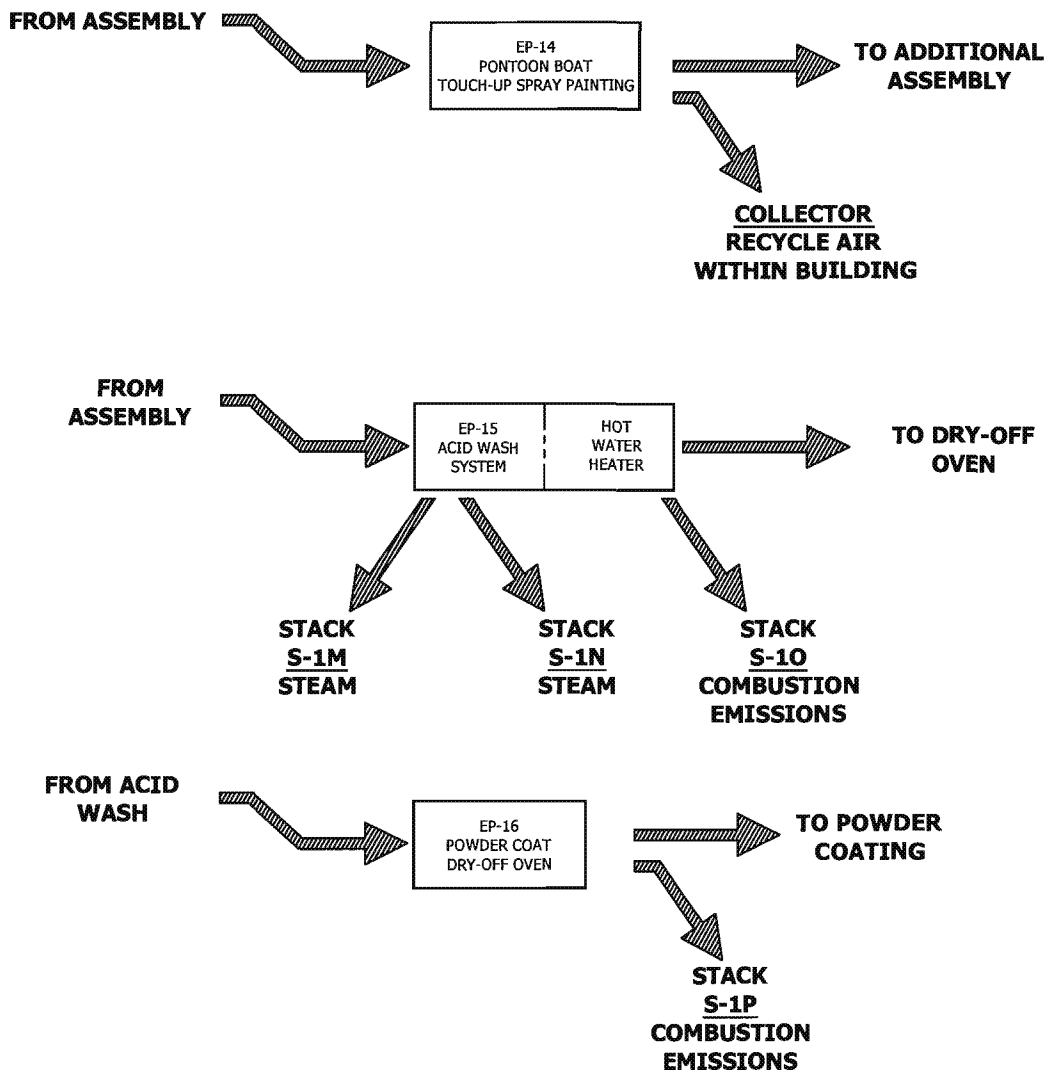 FROM ASSEMBLY
EP-14
PONTOON BOAT
TOUCH-UP SPRAY PAINTING
TO ADDITIONAL
ASSEMBLY
COLLECTOR
RECYCLE AIR
WITHIN BUILDING
FROM
ASSEMBLY
EP-15
ACID WASH
SYSTEM
HOT
WATER
HEATER
TO DRY-OFF
OVEN
STACK
S-1M
STEAM
STACK
S-1N
STEAM
STACK
S-1O
COMBUSTION
EMISSIONS
FROM ACID
WASH
EP-16
POWDER COAT
DRY-OFF OVEN
TO POWDER
COATING
STACK
S-1P
COMBUSTION
EMISSIONS